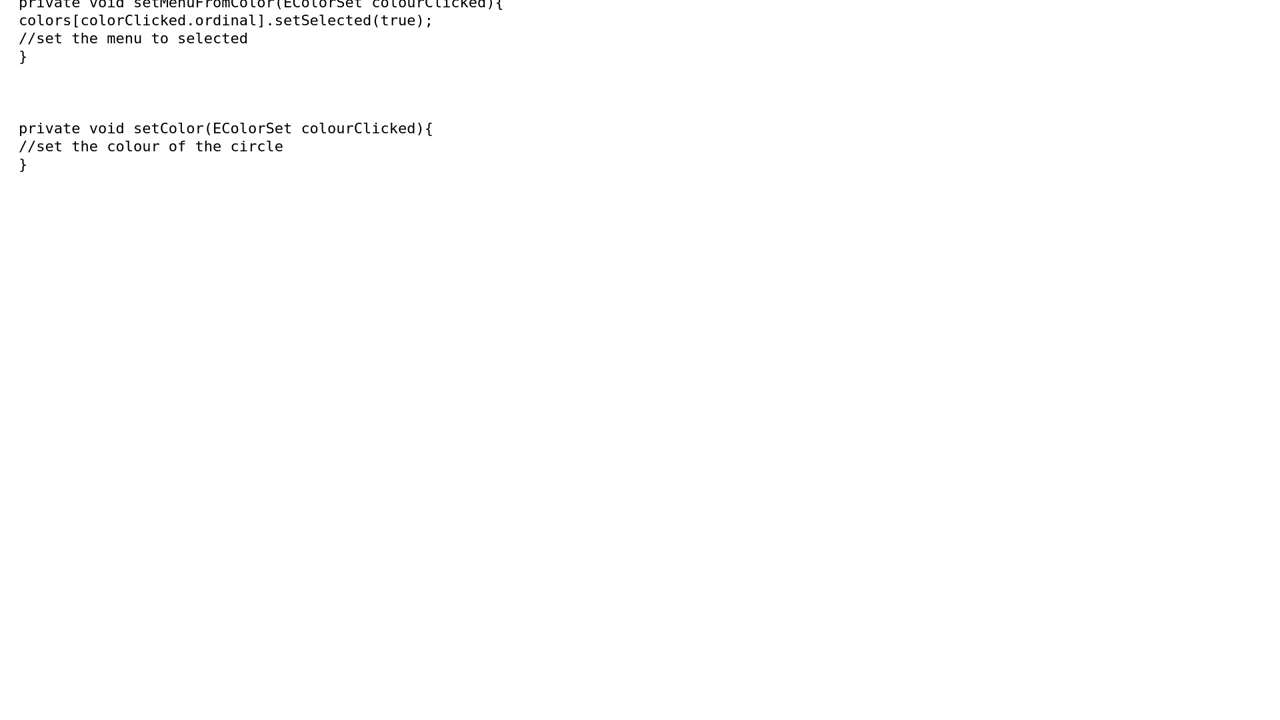 private void setMenuFromColor(EColorSet colourClicked){
colors[colorClicked.ordinal].setSelected(true);
//set the menu to selected
}
private void setColor(EColorSet colourClicked){
//set the colour of the circle
}